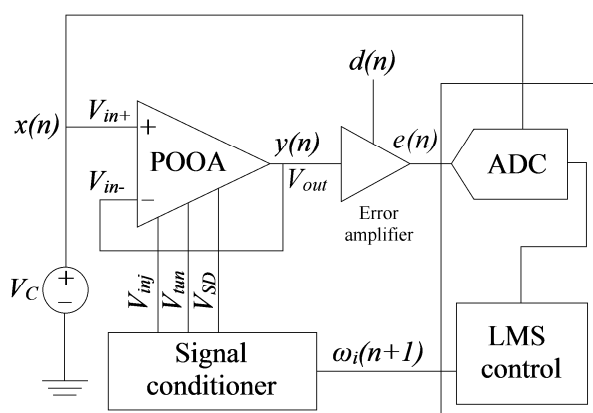 d(n)
x(n)
V_in+
+
POOA
y(n)
e(n)
ADC
V_in-
−
V_out
Error
amplifier
+
V_C
−
V_inj
V_tun
V_SD
Signal
conditioner
ω_i(n+1)
LMS
control